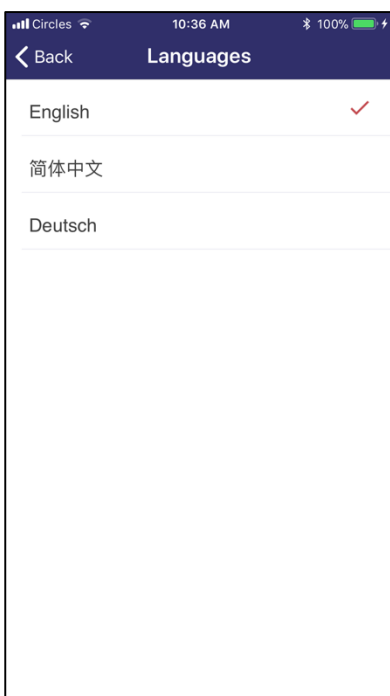 Circles 10:36 AM 100%
Back Languages
English
简体中文
Deutsch